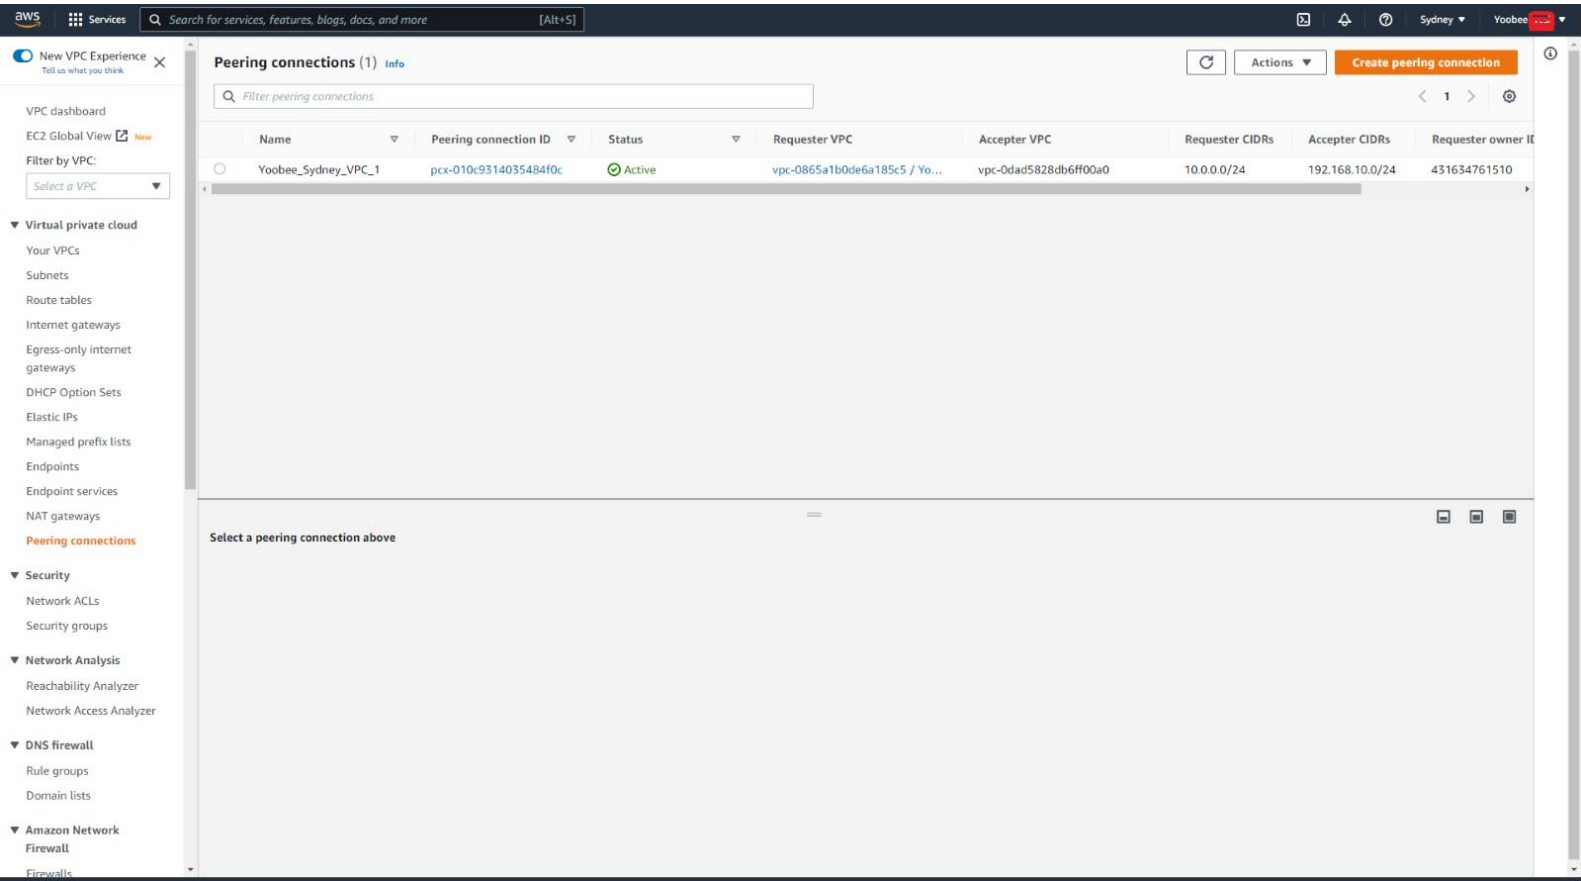 aws Services Search for services, features, blogs, docs, and more [Alt+S] Sydney Yoobee
New VPC Experience
Tell us what you think
VPC dashboard
EC2 Global View New
Filter by VPC:
Select a VPC
Virtual private cloud
Your VPCs
Subnets
Route tables
Internet gateways
Egress-only internet
gateways
DHCP Option Sets
Elastic IPs
Managed prefix lists
Endpoints
Endpoint services
NAT gateways
Peering connections
Security
Network ACLs
Security groups
Network Analysis
Reachability Analyzer
Network Access Analyzer
DNS firewall
Rule groups
Domain lists
Amazon Network
Firewall
Firewalls
Peering connections (1) Info Actions Create peering connection
Filter peering connections 1
Name Peering connection ID Status Requester VPC Accepter VPC Requester CIDRs Accepter CIDRs Requester owner ID
Yoobee_Sydney_VPC_1 pcx-010c9314035484f0c Active vpc-0865a1b0de6a185c5 / Yo... vpc-0dad5828db6ff00a0 10.0.0.0/24 192.168.10.0/24 431634761510
Select a peering connection above